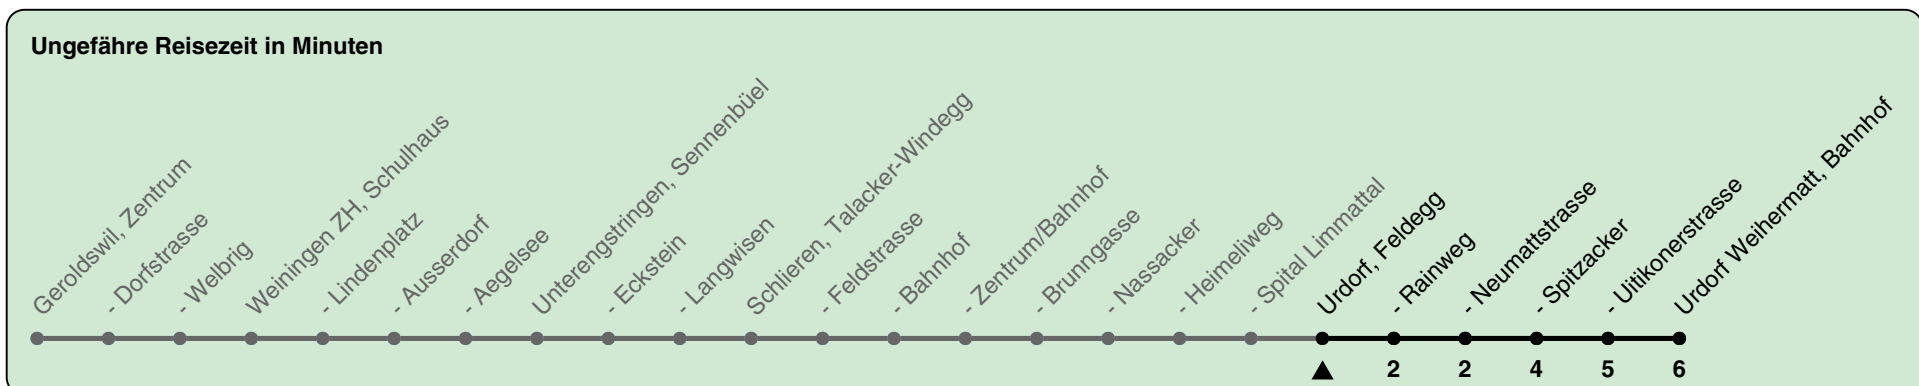 Ungefähre Reisezeit in Minuten
Geroldswil, Zentrum
- Dorfstrasse
- Welbrig
Weiningen ZH, Schulhaus
- Lindenplatz
- Ausserdorf
- Aegelsee
Unterengstringen, Sennenbüel
- Eckstein
- Langwisen
Schlieren, Talacker-Windegg
- Feldstrasse
- Bahnhof
- Zentrum/Bahnhof
- Brunngasse
- Nassacker
- Heimeliweg
- Spital Limmattal
Urdorf, Feldegg
- Rainweg
- Neumattstrasse
- Spitzacker
- Uitikonerstrasse
Urdorf Weihermatt, Bahnhof
2 2 4 5 6